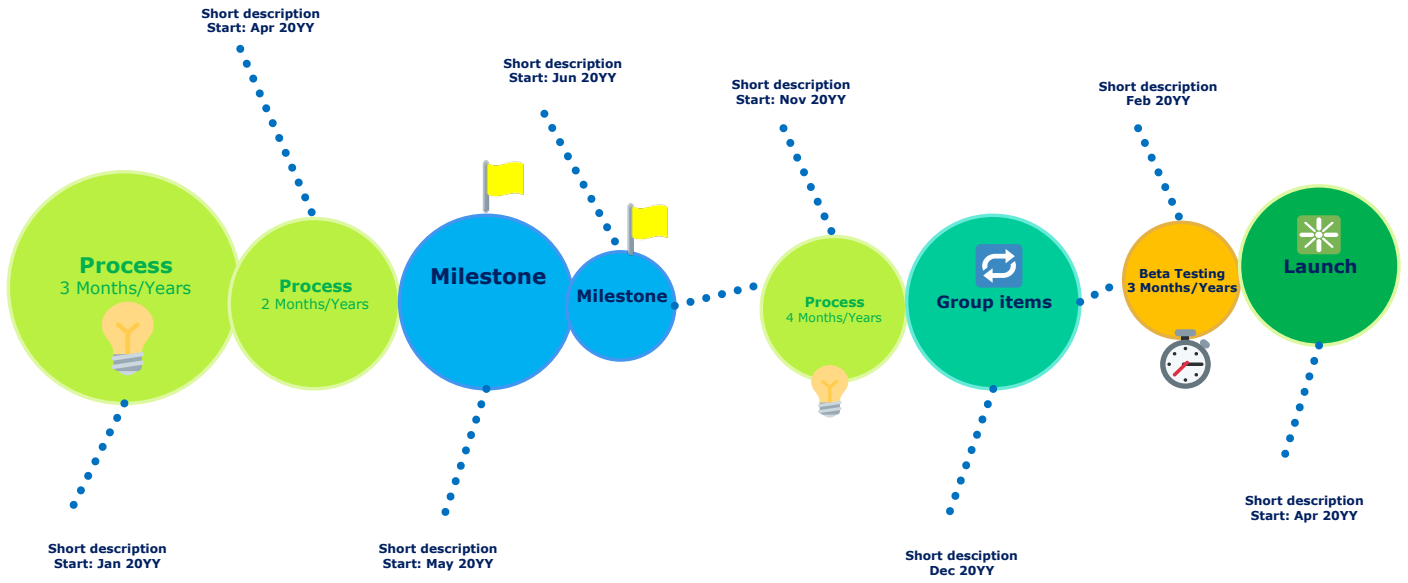 Short description
Start: Apr 20YY
Short description
Start: Jun 20YY
Short description
Start: Nov 20YY
Short description
Feb 20YY
Process
3 Months/Years
Process
2 Months/Years
Milestone
Milestone
Process
4 Months/Years
Group items
Beta Testing
3 Months/Years
Launch
Short description
Start: Jan 20YY
Short description
Start: May 20YY
Short desciption
Dec 20YY
Short description
Start: Apr 20YY